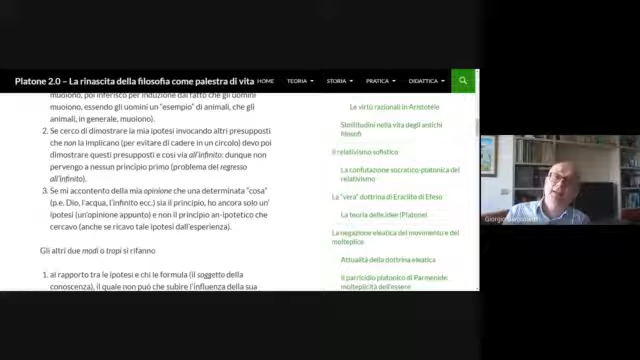 Platone 2.0 – La rinascita della filosofia come palestra di vita
HOME TEORIA STORIA PRATICA DIDATTICA
muoiono, poi inferisco per induzione dal fatto che gli uomini
muoiono, essendo gli uomini un "esempio" di animali, che gli
animali, in generale, muoiono).
2. Se cerco di dimostrare la mia ipotesi invocando altri presupposti
che non la implicano (per evitare di cadere in un circolo) devo poi
dimostrare questi presupposti e così via all'infinito: dunque non
pervengo a nessun principio primo (problema del regresso
all'infinito).
3. Se mi accontento della mia opinione che una determinata "cosa"
(p.e. Dio, l'acqua, l'infinito ecc.) sia il principio, ho ancora solo un'
ipotesi (un'opinione appunto) e non il principio an-ipotetico che
cercavo (anche se ricavo tale ipotesi dall'esperienza).
Gli altri due modi o tropi si rifanno
1. al rapporto tra le ipotesi e chi le formula (il soggetto della
conoscenza), il quale non può che subire l'influenza della sua
Le virtù razionali in Aristotele
Similitudini nella vita degli antichi
filosofi
Il relativismo sofistico
La confutazione socratico-platonica del
relativismo
La "vera" dottrina di Eraclito di Efeso
La teoria delle idee (Platone)
La negazione eleatica del movimento e del
molteplice
Attualità della dottrina eleatica
Il parricidio platonico di Parmenide:
molteplicità dell'essere
Giorgio